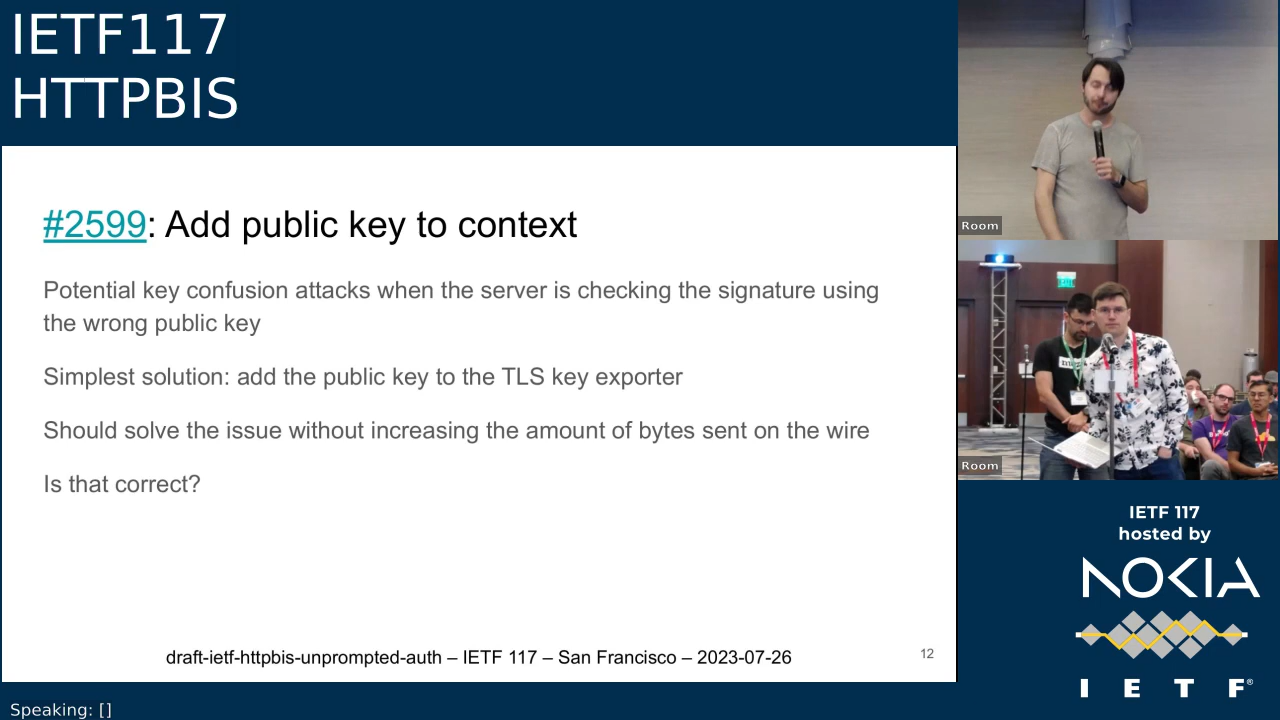 IETF117
HTTPBIS
#2599: Add public key to context
Potential key confusion attacks when the server is checking the signature using
the wrong public key
Simplest solution: add the public key to the TLS key exporter
Should solve the issue without increasing the amount of bytes sent on the wire
Is that correct?
draft-ietf-httpbis-unprompted-auth – IETF 117 – San Francisco – 2023-07-26
12
Room
Room
IETF 117
hosted by
NOKIA
I E T F®
Speaking: []